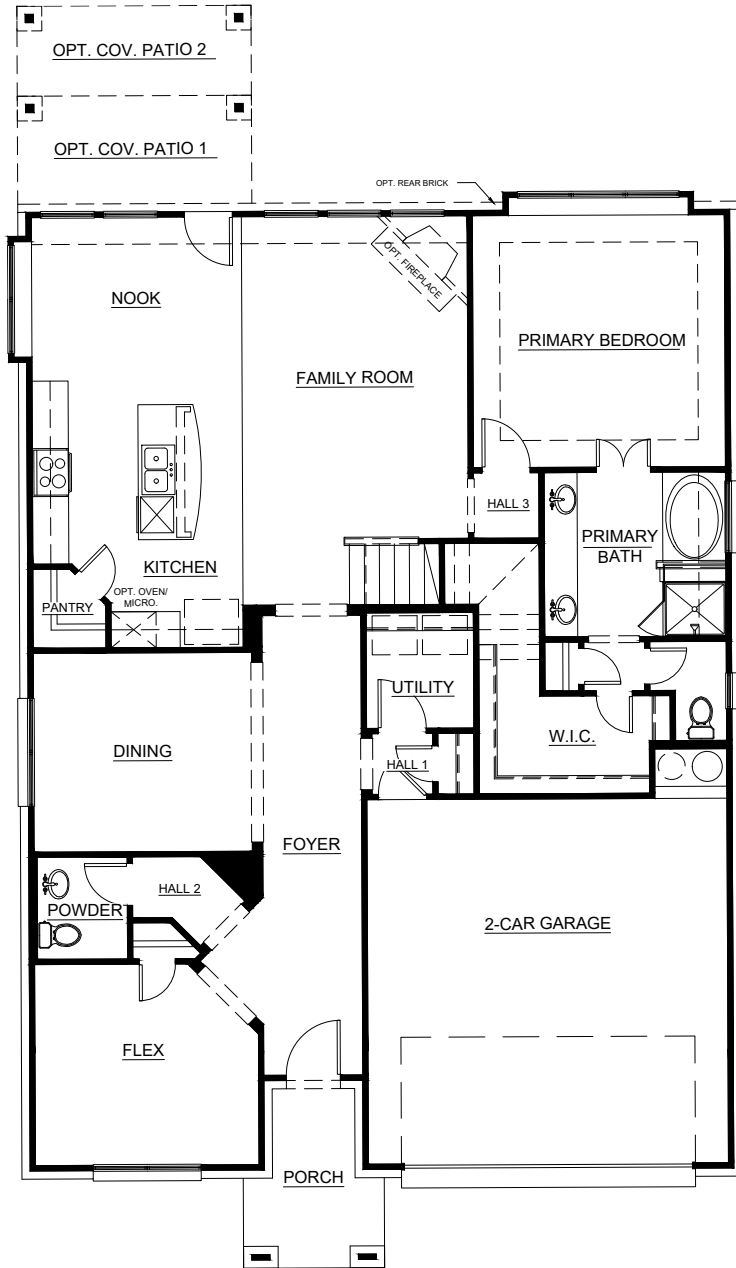 OPT. COV. PATIO 2
OPT. COV. PATIO 1
OPT. REAR BRICK
NOOK
OPT. FIREPLACE
PRIMARY BEDROOM
FAMILY ROOM
HALL 3
PRIMARY
BATH
KITCHEN
OPT. OVEN/
MICRO.
PANTRY
UTILITY
W.I.C.
DINING
HALL 1
FOYER
HALL 2
POWDER
2-CAR GARAGE
FLEX
PORCH